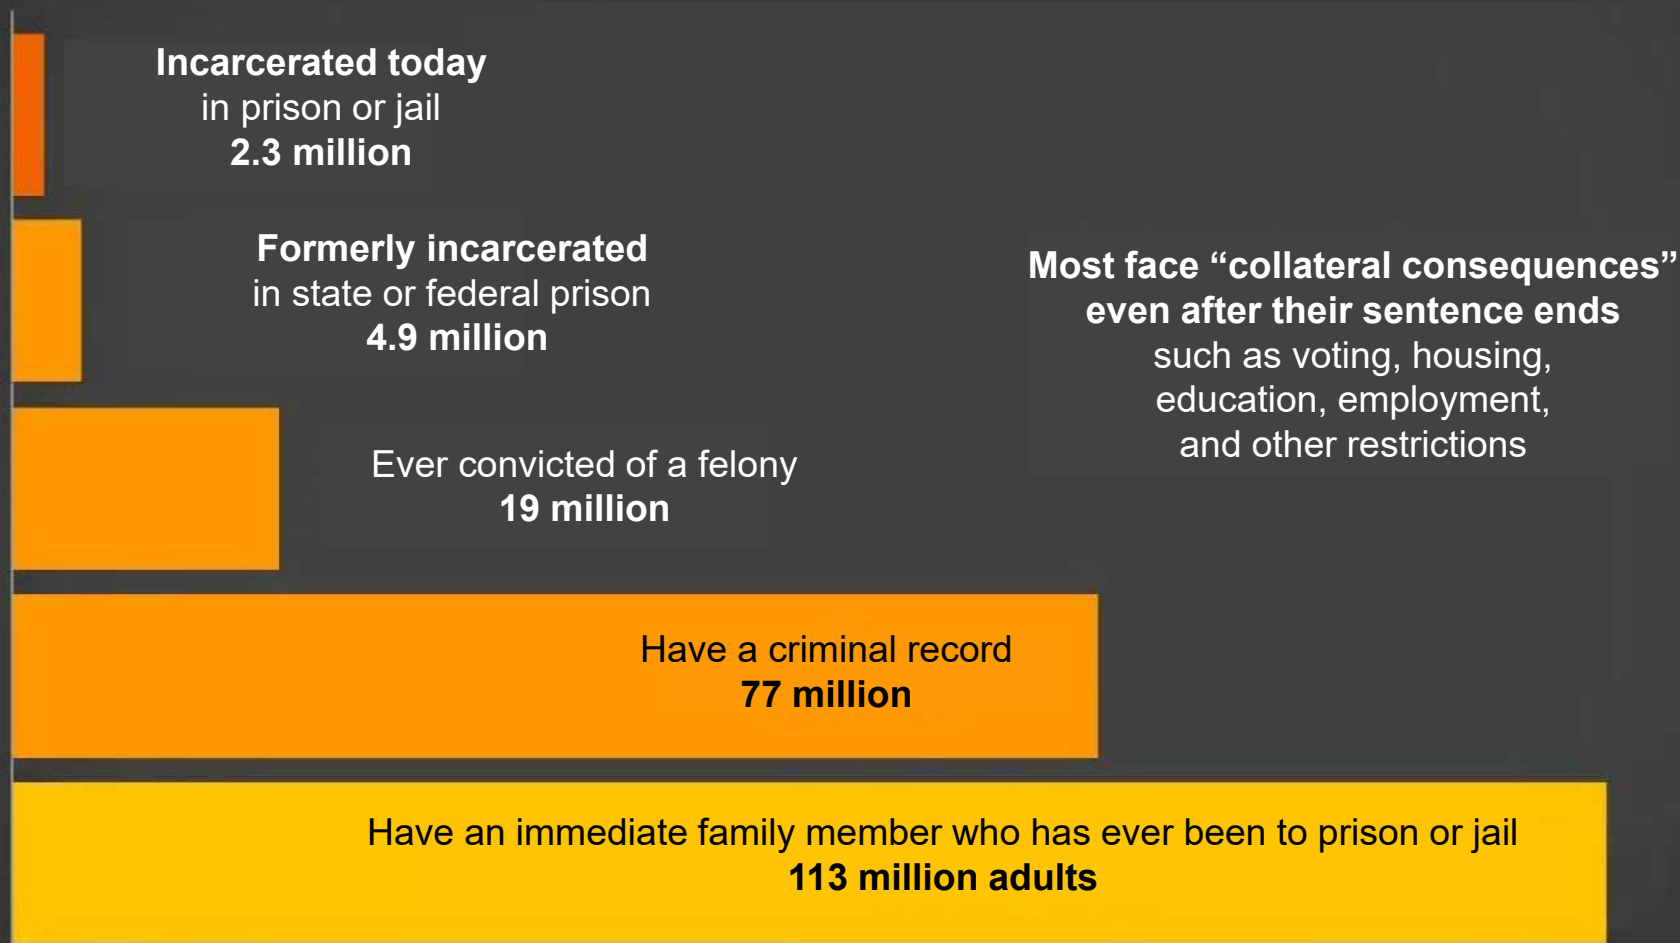 Incarcerated today
in prison or jail
2.3 million
Formerly incarcerated
in state or federal prison
4.9 million
Most face “collateral consequences”
even after their sentence ends
such as voting, housing,
education, employment,
and other restrictions
Ever convicted of a felony
19 million
Have a criminal record
77 million
Have an immediate family member who has ever been to prison or jail
113 million adults